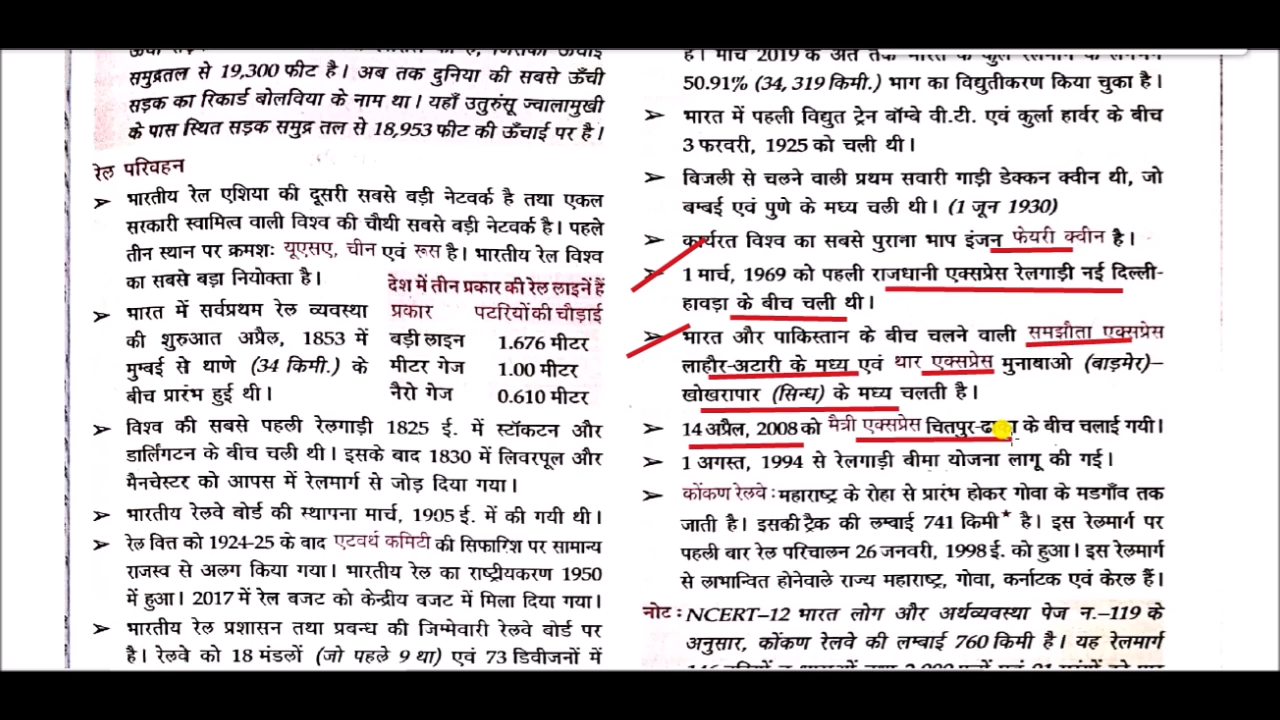 समुद्रतल से 19,300 फीट है। अब तक दुनिया की सबसे ऊँची
सड़क का रिकार्ड बोलविया के नाम था। यहाँ उतुरुंसू ज्वालामुखी
के पास स्थित सड़क समुद्र तल से 18,953 फीट की ऊँचाई पर है।
रेल परिवहन
➤ भारतीय रेल एशिया की दूसरी सबसे बड़ी नेटवर्क है तथा एकल
सरकारी स्वामित्व वाली विश्व की चौथी सबसे बड़ी नेटवर्क है। पहले
तीन स्थान पर क्रमशः यूएसए, चीन एवं रूस है। भारतीय रेल विश्व
का सबसे बड़ा नियोक्ता है।
➤ भारत में सर्वप्रथम रेल व्यवस्था
की शुरुआत अप्रैल, 1853 में
मुम्बई से थाणे (34 किमी.) के
बीच प्रारंभ हुई थी।
देश में तीन प्रकार की रेल लाइनें हैं
प्रकार पटरियों की चौड़ाई
बड़ी लाइन 1.676 मीटर
मीटर गेज 1.00 मीटर
नैरो गेज 0.610 मीटर
➤ विश्व की सबसे पहली रेलगाड़ी 1825 ई. में स्टॉकटन और
डार्लिंगटन के बीच चली थी। इसके बाद 1830 में लिवरपूल और
मैनचेस्टर को आपस में रेलमार्ग से जोड़ दिया गया।
➤ भारतीय रेलवे बोर्ड की स्थापना मार्च, 1905 ई. में की गयी थी।
➤ रेल वित्त को 1924-25 के बाद एटवर्थ कमिटी की सिफारिश पर सामान्य
राजस्व से अलग किया गया। भारतीय रेल का राष्ट्रीयकरण 1950
में हुआ। 2017 में रेल बजट को केन्द्रीय बजट में मिला दिया गया।
➤ भारतीय रेल प्रशासन तथा प्रबन्ध की जिम्मेवारी रेलवे बोर्ड पर
है। रेलवे को 18 मंडलों (जो पहले 9 था) एवं 73 डिवीजनों में
है। मार्च 2019 के अंत तक भारत के कुल रेलमार्ग के लगभग
50.91% (34, 319 किमी.) भाग का विद्युतीकरण किया चुका है।
➤ भारत में पहली विद्युत ट्रेन बॉम्बे वी.टी. एवं कुर्ला हार्वर के बीच
3 फरवरी, 1925 को चली थी।
➤ बिजली से चलने वाली प्रथम सवारी गाड़ी डेक्कन क्वीन थी, जो
बम्बई एवं पुणे के मध्य चली थी। (1 जून 1930)
➤ कार्यरत विश्व का सबसे पुराना भाप इंजन फेयरी क्वीन है।
➤ 1 मार्च, 1969 को पहली राजधानी एक्सप्रेस रेलगाड़ी नई दिल्ली-
हावड़ा के बीच चली थी।
➤ भारत और पाकिस्तान के बीच चलने वाली समझौता एक्सप्रेस
लाहौर-अटारी के मध्य एवं थार एक्सप्रेस मुनाबाओ (बाड़मेर)–
खोखरापार (सिन्ध) के मध्य चलती है।
➤ 14 अप्रैल, 2008 को मैत्री एक्सप्रेस चितपुर-ढाका के बीच चलाई गयी।
➤ 1 अगस्त, 1994 से रेलगाड़ी बीमा योजना लागू की गई।
➤ कोंकण रेलवे : महाराष्ट्र के रोहा से प्रारंभ होकर गोवा के मडगाँव तक
जाती है। इसकी ट्रैक की लम्बाई 741 किमी* है। इस रेलमार्ग पर
पहली बार रेल परिचालन 26 जनवरी, 1998 ई. को हुआ। इस रेलमार्ग
से लाभान्वित होनेवाले राज्य महाराष्ट्र, गोवा, कर्नाटक एवं केरल हैं।
नोट : NCERT–12 भारत लोग और अर्थव्यवस्था पेज न.–119 के
अनुसार, कोंकण रेलवे की लम्बाई 760 किमी है। यह रेलमार्ग